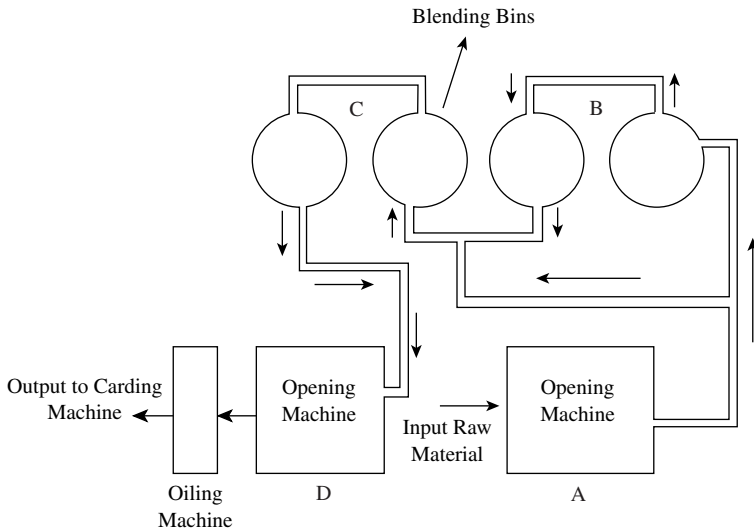 Blending Bins
C
B
Output to Carding
Machine
Opening
Machine
Input Raw
Material
Opening
Machine
Oiling
Machine
D
A